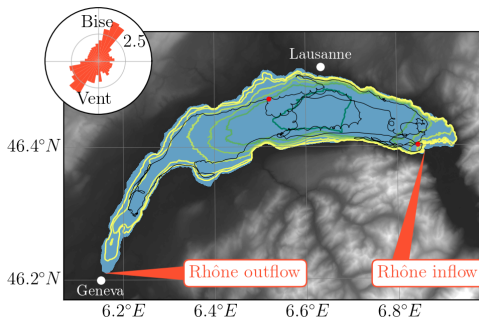 Bise
2.5
Vent
Lausanne
46.4°N
46.2°N
Rhône outflow
Rhône inflow
Geneva
6.2°E
6.4°E
6.6°E
6.8°E